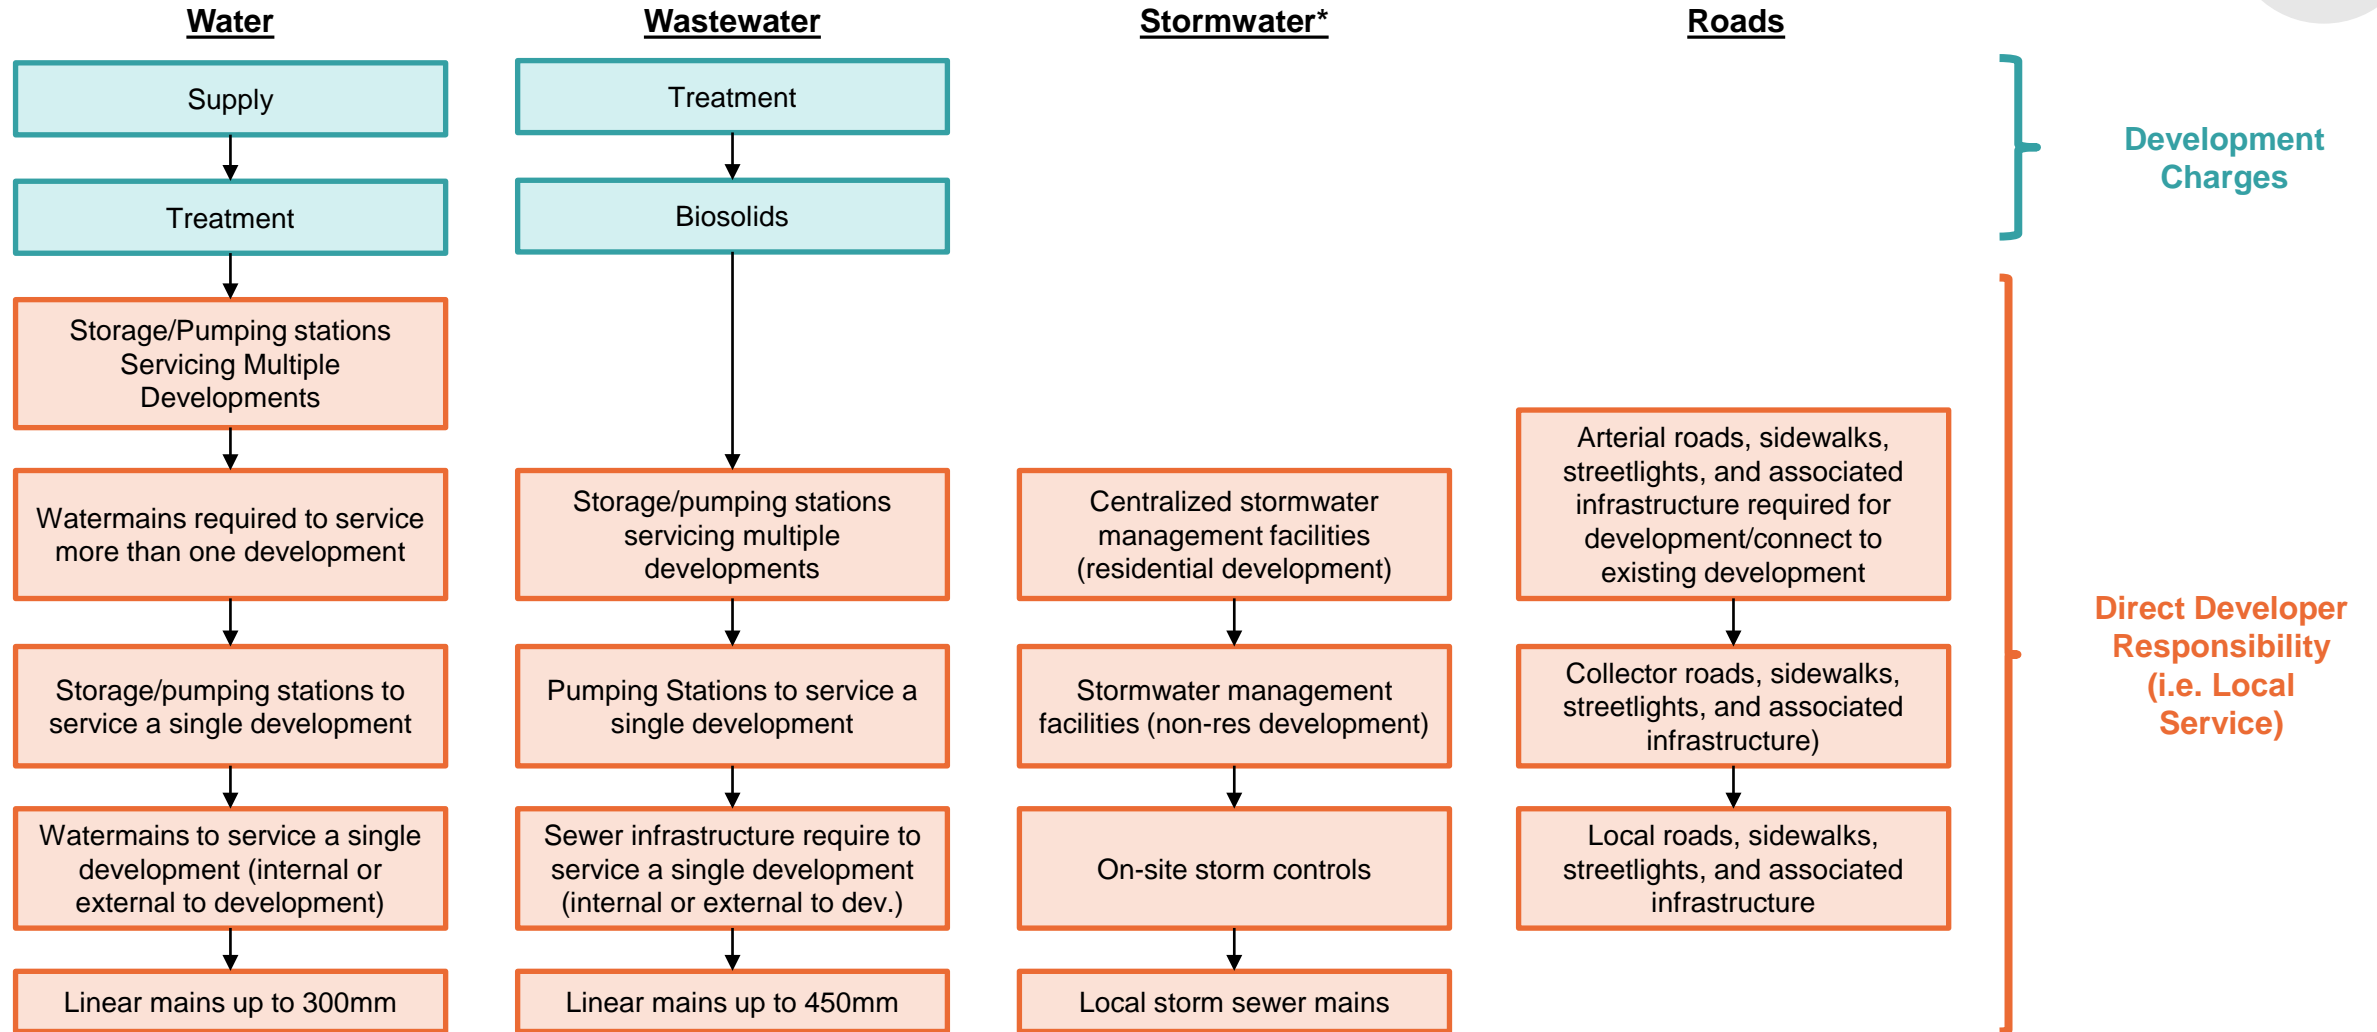 Water
Supply
Treatment
Storage/Pumping stations
Servicing Multiple
Developments
Watermains required to service
more than one development
Storage/pumping stations to
service a single development
Watermains to service a single
development (internal or
external to development)
Linear mains up to 300mm
Wastewater
Treatment
Biosolids
Storage/pumping stations
servicing multiple
developments
Pumping Stations to service a
single development
Sewer infrastructure require to
service a single development
(internal or external to dev.)
Linear mains up to 450mm
Stormwater*
Centralized stormwater
management facilities
(residential development)
Stormwater management
facilities (non-res development)
On-site storm controls
Local storm sewer mains
Roads
Arterial roads, sidewalks,
streetlights, and associated
infrastructure required for
development/connect to
existing development
Collector roads, sidewalks,
streetlights, and associated
infrastructure)
Local roads, sidewalks,
streetlights, and associated
infrastructure
Development
Charges
Direct Developer
Responsibility
(i.e. Local
Service)